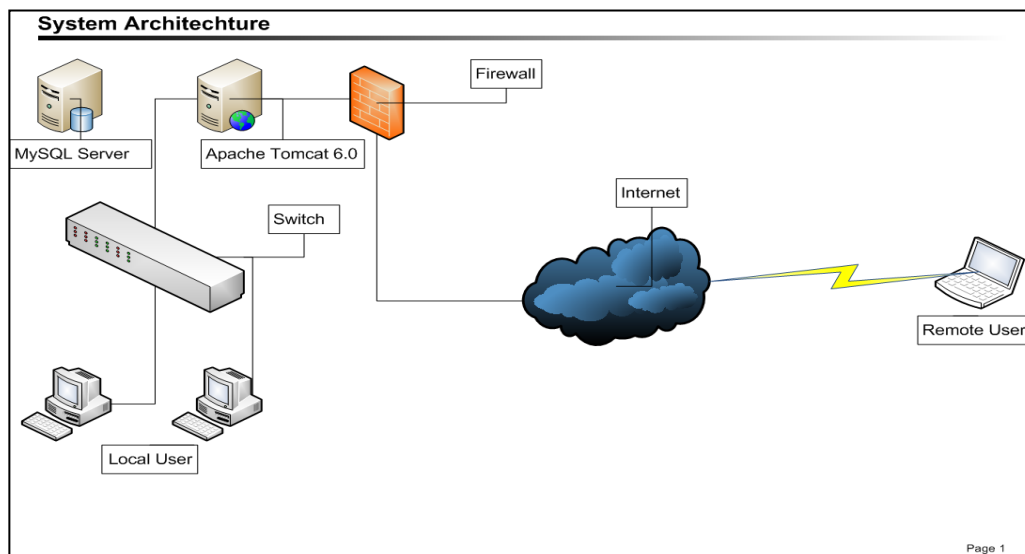 System Architechture
Firewall
MySQL Server
Apache Tomcat 6.0
Internet
Switch
Remote User
Local User
Page 1